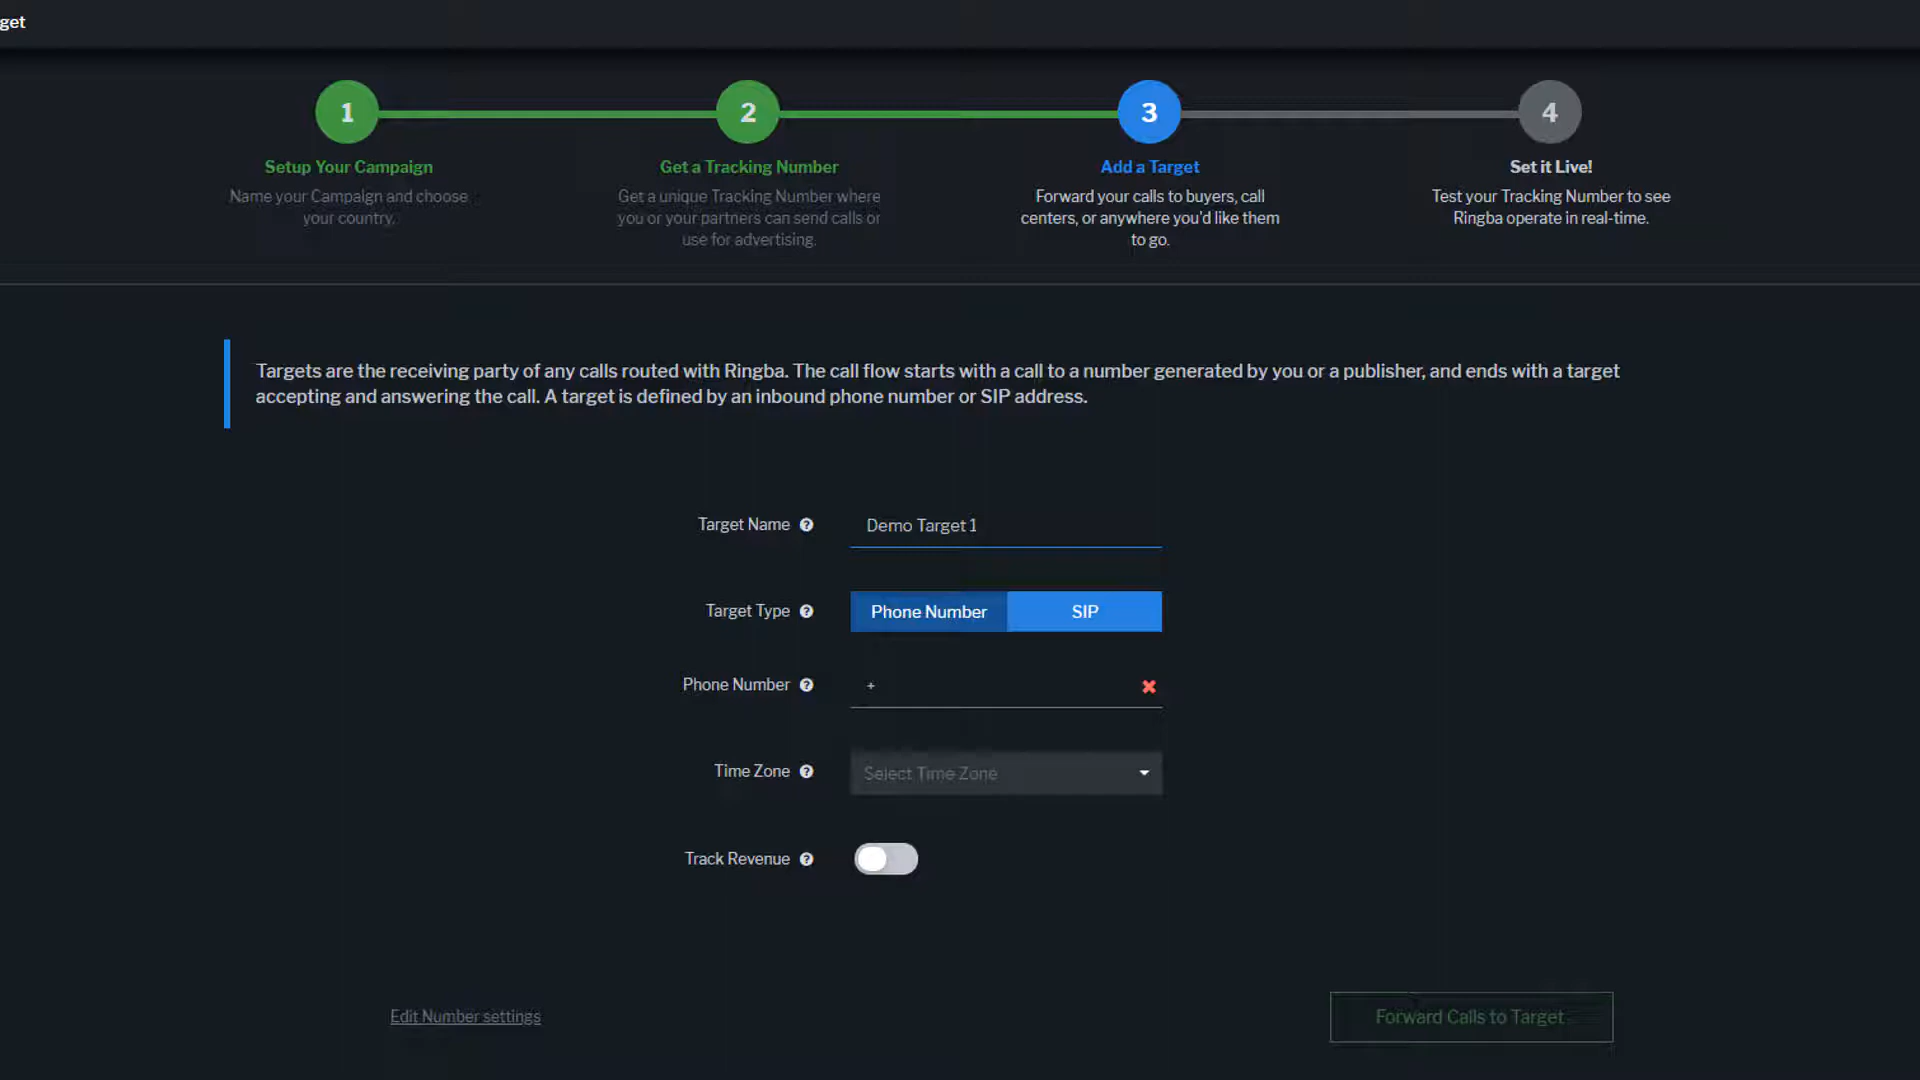 get
1
2
3
4
Setup Your Campaign
Name your Campaign and choose
your country.
Get a Tracking Number
Get a unique Tracking Number where
you or your partners can send calls or
use for advertising.
Add a Target
Forward your calls to buyers, call
centers, or anywhere you'd like them
to go.
Set it Live!
Test your Tracking Number to see
Ringba operate in real-time.
Targets are the receiving party of any calls routed with Ringba. The call flow starts with a call to a number generated by you or a publisher, and ends with a target
accepting and answering the call. A target is defined by an inbound phone number or SIP address.
Target Name ?
Demo Target 1
Target Type ?
Phone Number
SIP
Phone Number ?
+
Time Zone ?
Select Time Zone
Track Revenue ?
Edit Number settings
Forward Calls to Target